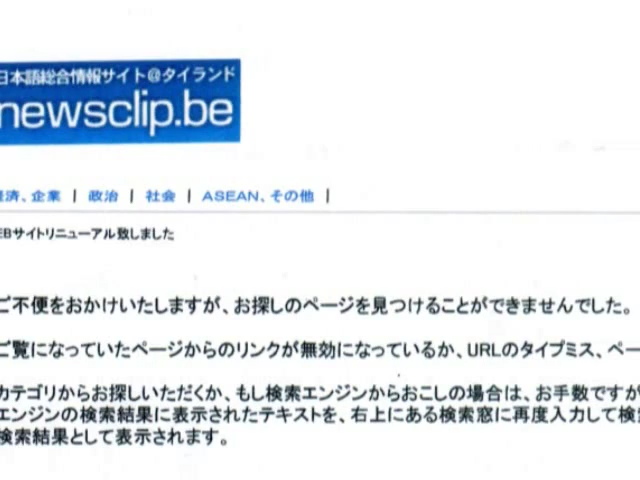 日本語総合情報サイト@タイランド
newsclip.be
経済、企業 | 政治 | 社会 | ASEAN、その他 |
EBサイトリニューアル致しました
ご不便をおかけいたしますが、お探しのページを見つけることができませんでした。
ご覧になっていたページからのリンクが無効になっているか、URLのタイプミス、ペー
カテゴリからお探しいただくか、もし検索エンジンからおこしの場合は、お手数ですが
エンジンの検索結果に表示されたテキストを、右上にある検索窓に再度入力して検
検索結果として表示されます。